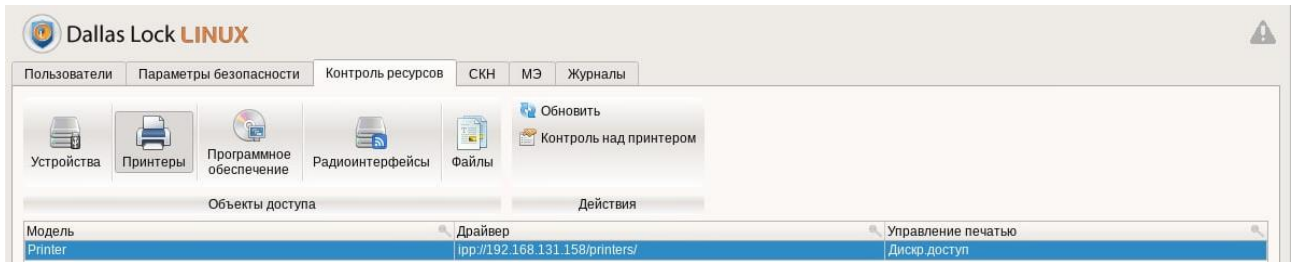 Dallas Lock LINUX
Пользователи Параметры безопасности Контроль ресурсов СКН МЭ Журналы
Обновить
Контроль над принтером
Устройства Принтеры Программное обеспечение Радиоинтерфейсы Файлы
Объекты доступа Действия
Модель Драйвер Управление печатью
Printer ipp://192.168.131.158/printers/ Дискр.доступ